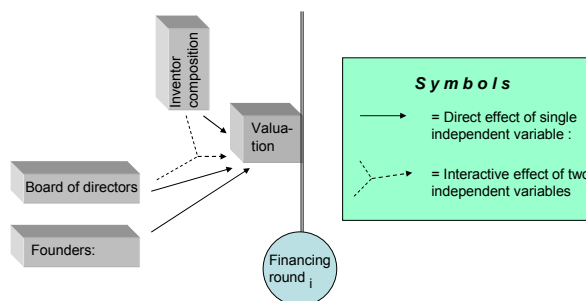 Inventor
composition
Valua-
tion
Board of directors
Founders:
Financing
round i
Symbols
= Direct effect of single
independent variable :
= Interactive effect of two
independent variables